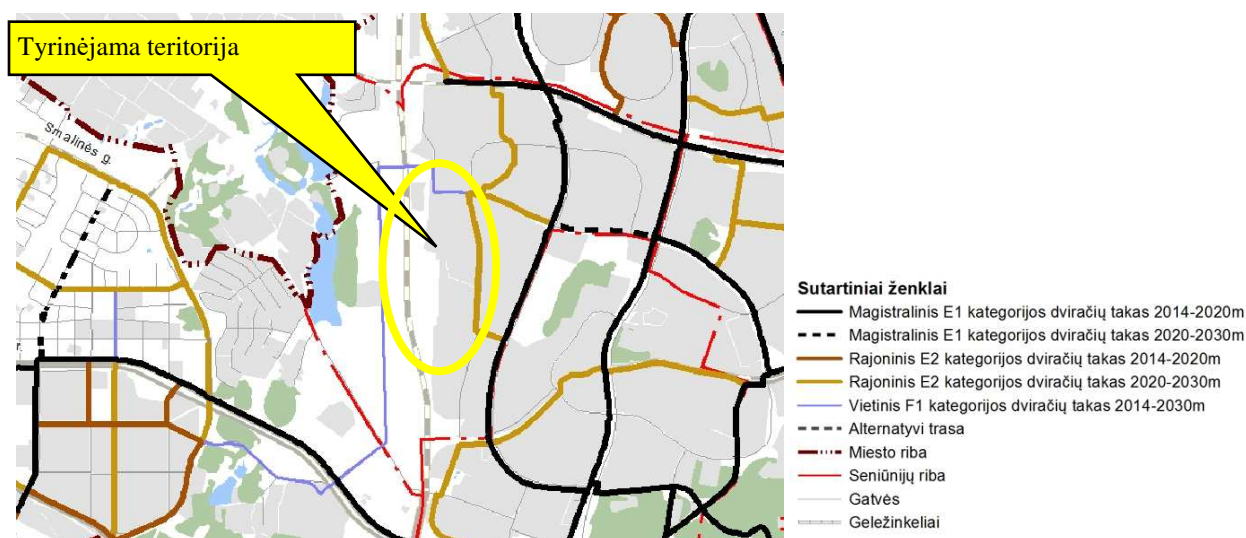 Tyrinėjama teritorija
Smalinės g.
r.
Sutartiniai ženklai
Magistralinis E1 kategorijos dviračių takas 2014-2020m
Magistralinis E1 kategorijos dviračių takas 2020-2030m
Rajoninis E2 kategorijos dviračių takas 2014-2020m
Rajoninis E2 kategorijos dviračių takas 2020-2030m
Vietinis F1 kategorijos dviračių takas 2014-2030m
Alternatyvi trasa
Miesto riba
Seniūnijų riba
Gatvės
Geležinkeliai